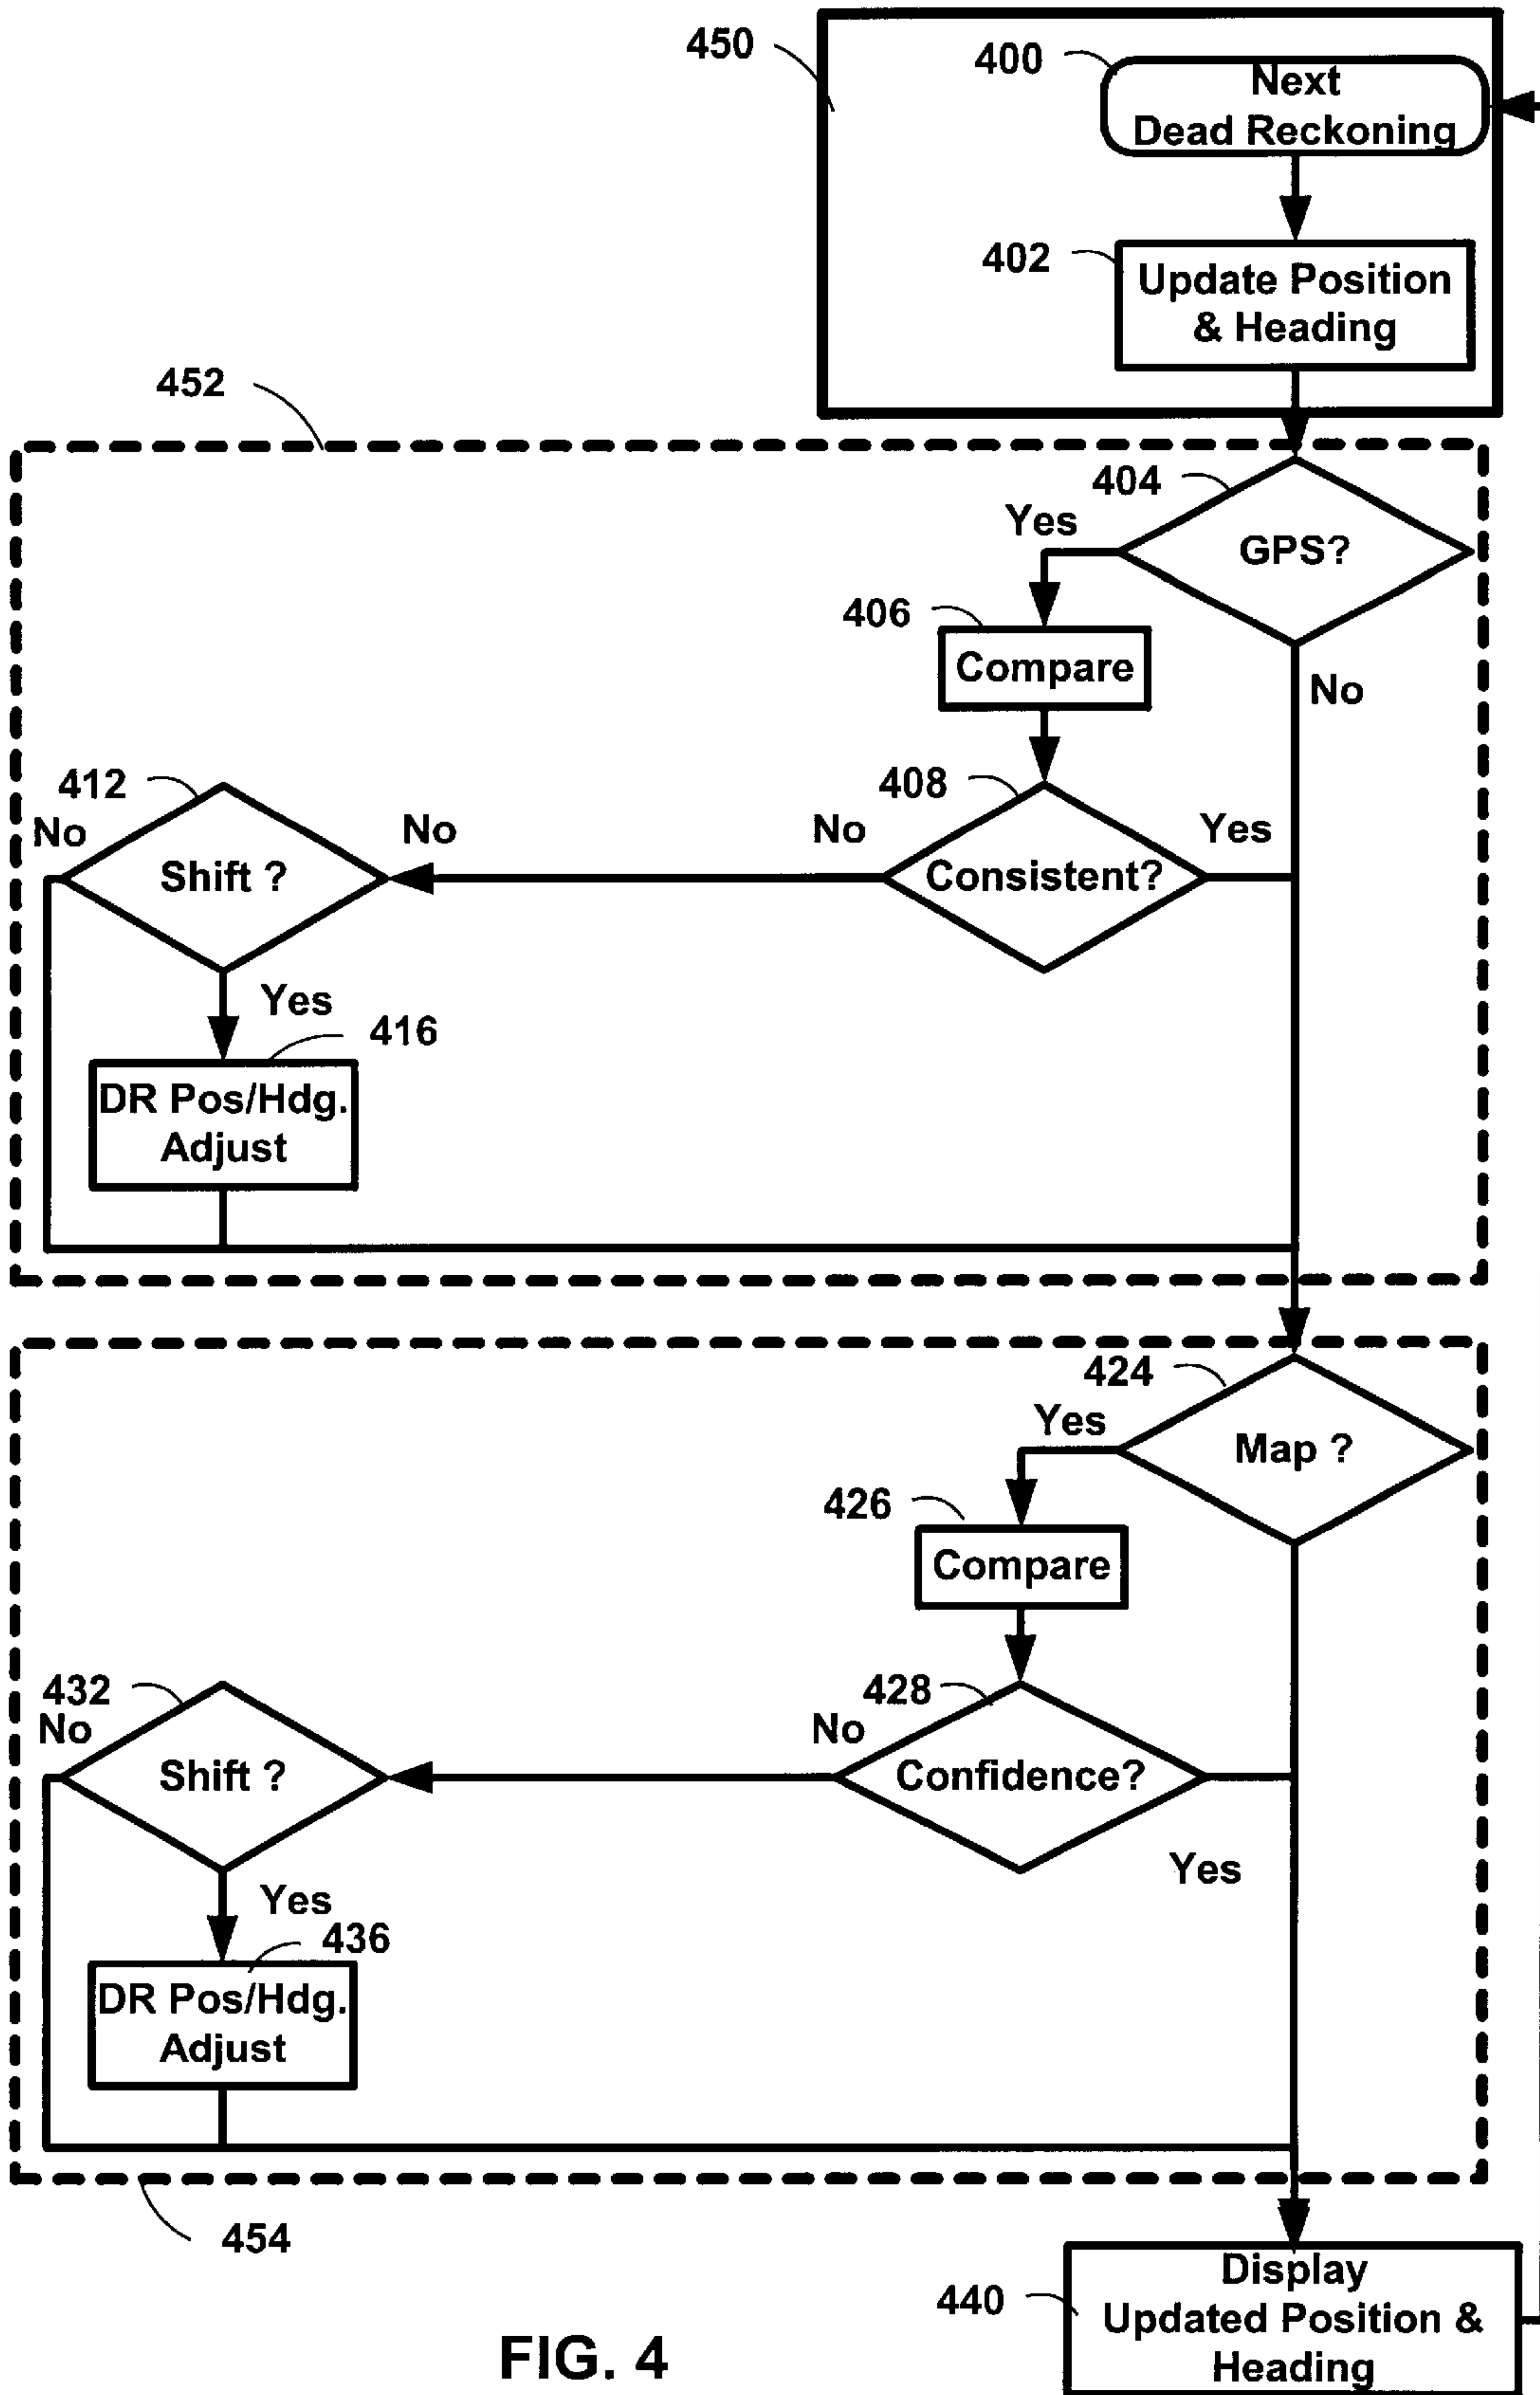 450
400
Next
Dead Reckoning
402
Update Position
& Heading
452
404
Yes
GPS?
406
Compare
No
412
408
No
No
No
Yes
Shift ?
Consistent?
Yes
416
DR Pos/Hdg.
Adjust
424
Yes
Map ?
426
Compare
432
428
No
No
Shift ?
Confidence?
Yes
Yes
436
DR Pos/Hdg.
Adjust
454
440
Display
Updated Position &
Heading
FIG. 4